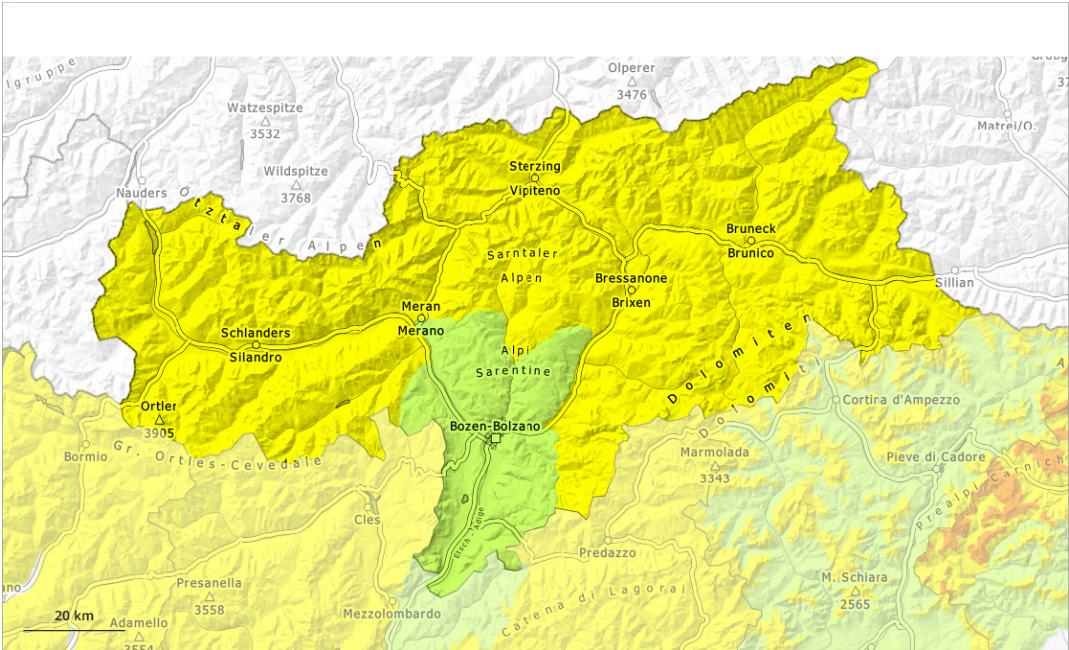 lgruppe
Olperer
3476
Watzespitze
3532
Matrei/O.
Wildspitze
3768
Nauders
Sterzing
Vipiteno
Ötztaler Alpen
Bruneck
Brunico
Sarntaler
Alpen
Bressanone
Brixen
Sillian
Meran
Merano
Schlanders
Silandro
Dolomiten
Alpi
Sarentine
Dolomiti
Ortler
3905
Cortina d'Ampezzo
Bozen-Bolzano
Gr. Ortles-Cevedale
Bormio
Marmolada
3343
Pieve di Cadore
Prealpi Carnich
Cles
Etsch - Adige
Predazzo
Presanella
3558
M. Schiara
2565
Catena di Lagorai
Mezzolombardo
20 km
Adamello
3554